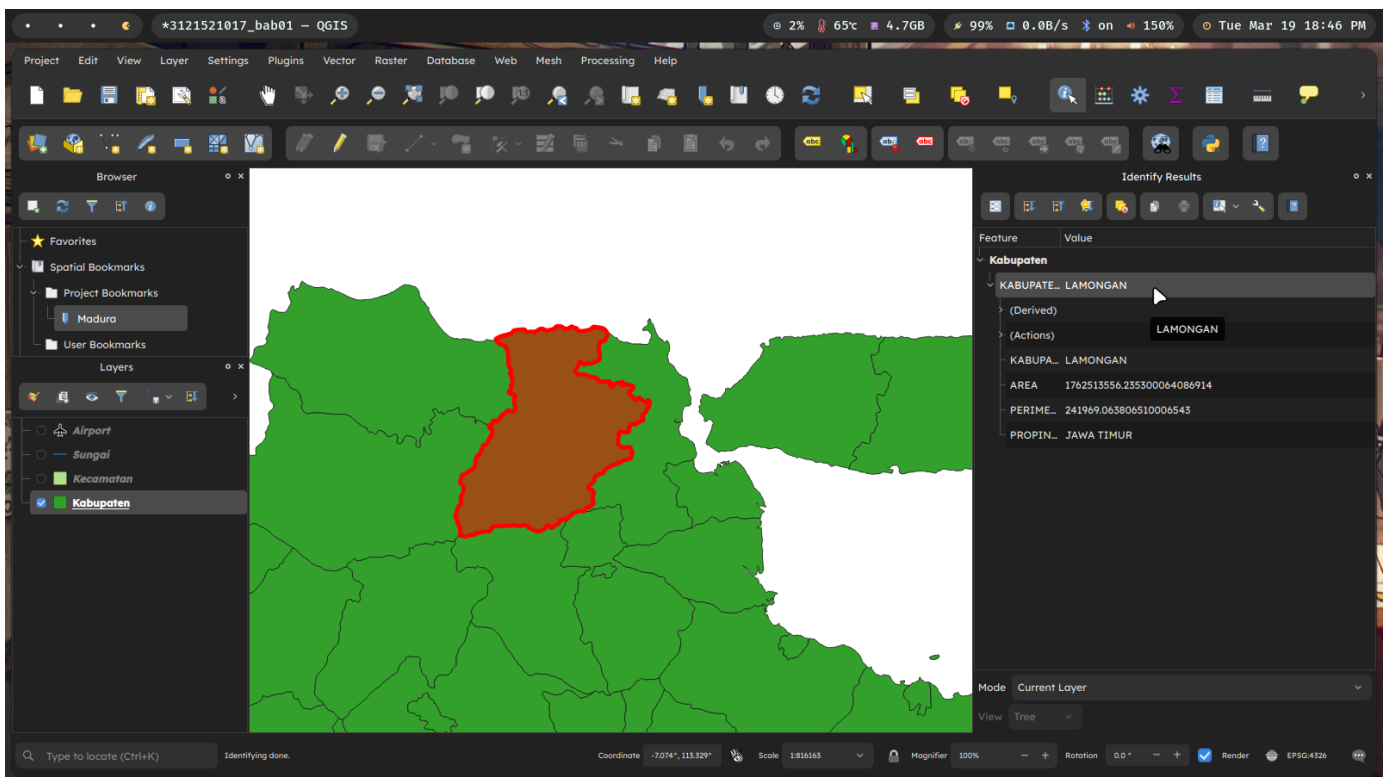 *3121521017_bab01 — QGIS
2% 65℃ 4.7GB
99% 0.0B/s on 150%
Tue Mar 19 18:46 PM
Project Edit View Layer Settings Plugins Vector Raster Database Web Mesh Processing Help
Browser
Favorites
Spatial Bookmarks
Project Bookmarks
Madura
User Bookmarks
Layers
Airport
Sungai
Kecamatan
Kabupaten
Identify Results
Feature Value
Kabupaten
KABUPATE… LAMONGAN
(Derived)
LAMONGAN
(Actions)
KABUPA… LAMONGAN
AREA 1762513556.235300064086914
PERIME… 241969.063806510006543
PROPIN… JAWA TIMUR
Mode Current Layer
View Tree
Type to locate (Ctrl+K) Identifying done. Coordinate -7.074°,113.329° Scale 1:816163 Magnifier 100% Rotation 0.0 ° Render EPSG:4326